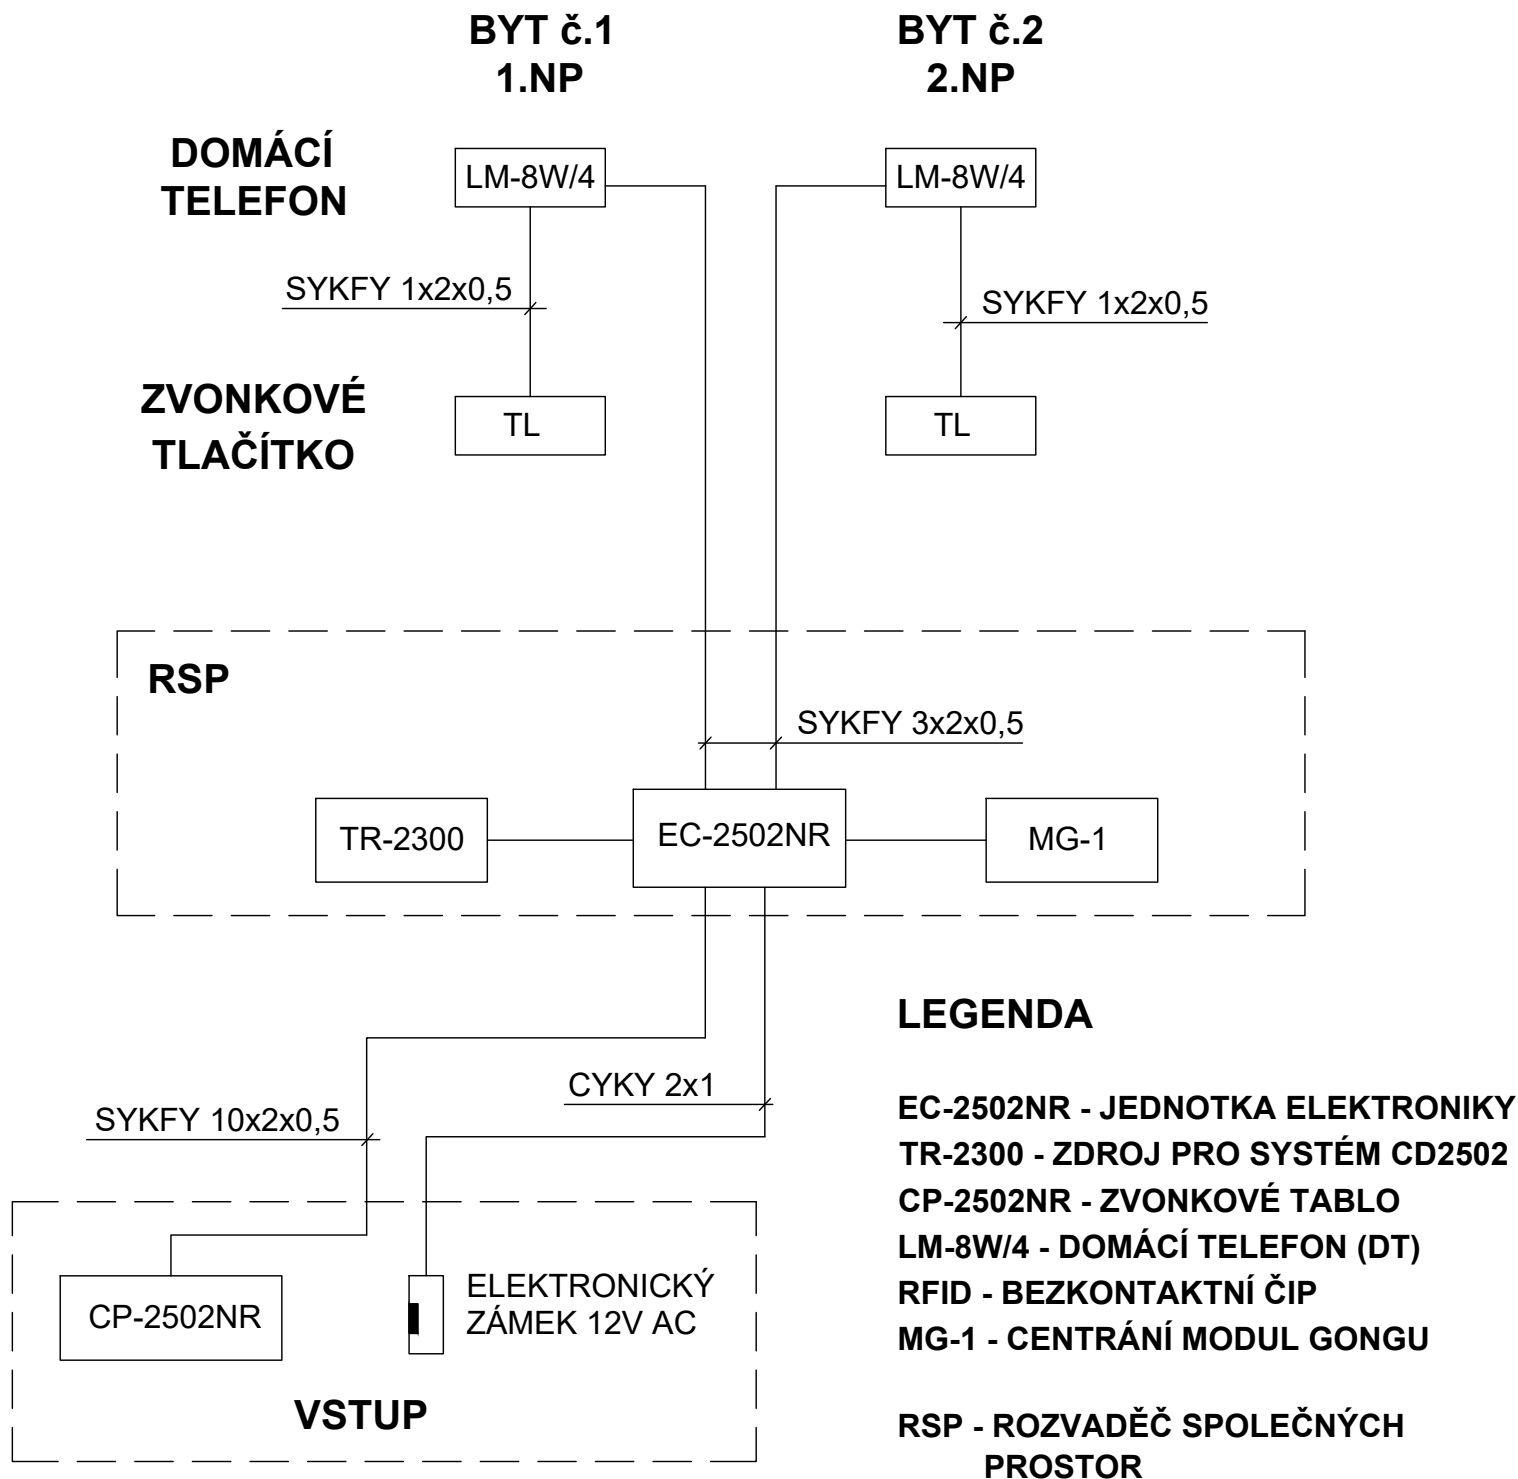 BYT č.1
1.NP
BYT č.2
2.NP
DOMÁCÍ
TELEFON
LM-8W/4
LM-8W/4
SYKFY 1x2x0,5
SYKFY 1x2x0,5
ZVONKOVÉ
TLAČÍTKO
TL
TL
RSP
SYKFY 3x2x0,5
TR-2300
EC-2502NR
MG-1
CYKY 2x1
SYKFY 10x2x0,5
CP-2502NR
ELEKTRONICKÝ
ZÁMEK 12V AC
VSTUP
LEGENDA
EC-2502NR - JEDNOTKA ELEKTRONIKY
TR-2300 - ZDROJ PRO SYSTÉM CD2502
CP-2502NR - ZVONKOVÉ TABLO
LM-8W/4 - DOMÁCÍ TELEFON (DT)
RFID - BEZKONTAKTNÍ ČIP
MG-1 - CENTRÁNÍ MODUL GONGU
RSP - ROZVADĚČ SPOLEČNÝCH
PROSTOR